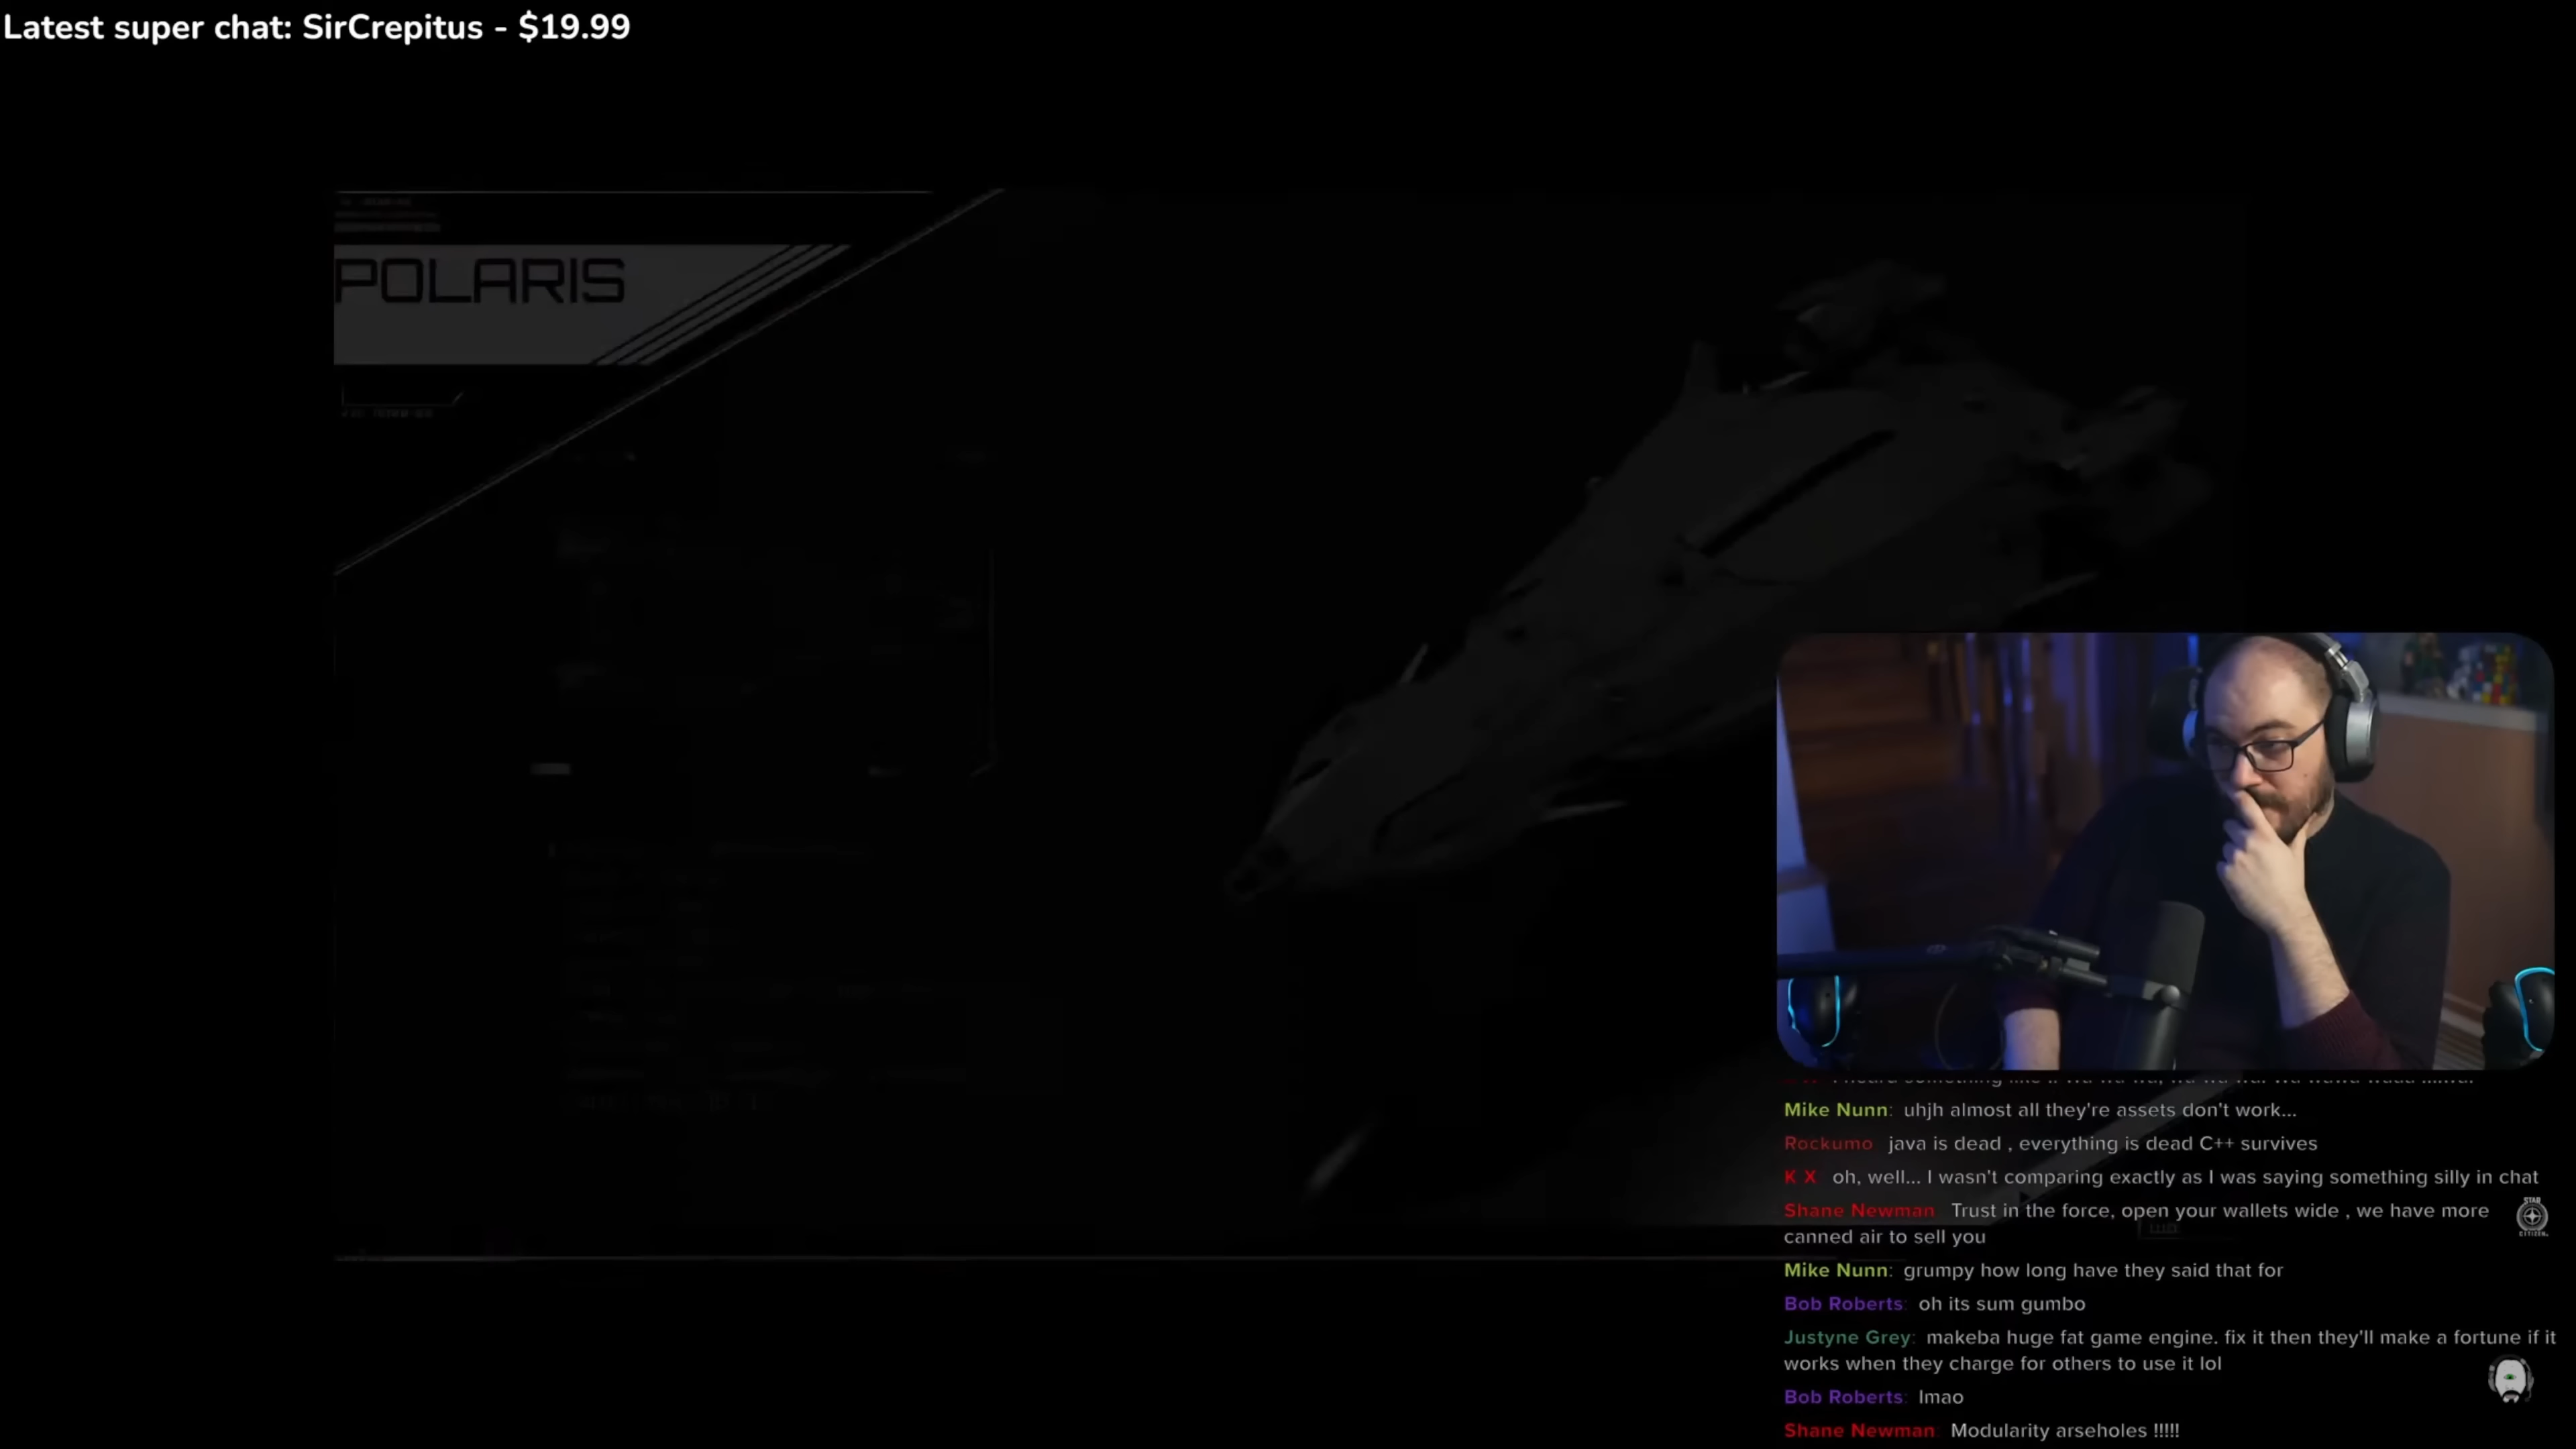 Latest super chat: SirCrepitus - $19.99
POLARIS
Mike Nunn: uhjh almost all they're assets don't work...
Rockumo java is dead , everything is dead C++ survives
K X oh, well... I wasn't comparing exactly as I was saying something silly in chat
Shane Newman Trust in the force, open your wallets wide , we have more
canned air to sell you
STAR
CITIZEN
Mike Nunn: grumpy how long have they said that for
Bob Roberts: oh its sum gumbo
Justyne Grey: makeba huge fat game engine. fix it then they'll make a fortune if it
works when they charge for others to use it lol
Bob Roberts: lmao
Shane Newman Modularity arseholes !!!!!